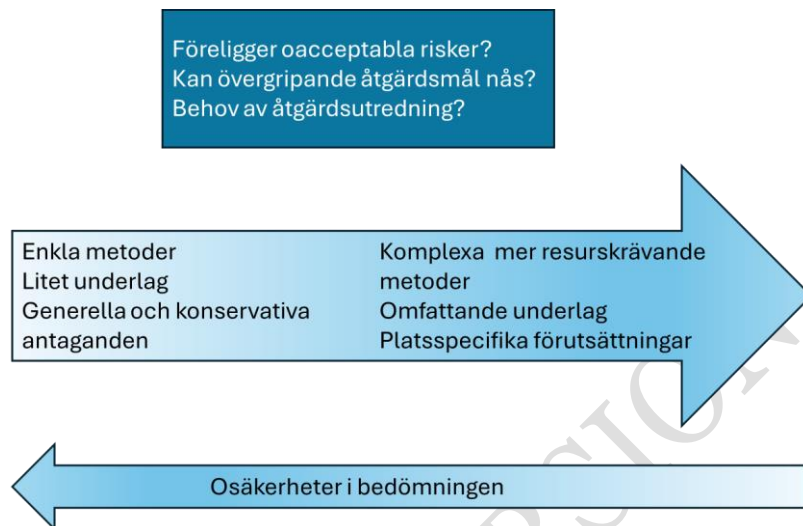 Föreligger oacceptabla risker?
Kan övergripande åtgärdsmål nås?
Behov av åtgärdsutredning?
Enkla metoder
Litet underlag
Generella och konservativa
antaganden
Komplexa mer resurskrävande
metoder
Omfattande underlag
Platsspecifika förutsättningar
Osäkerheter i bedömningen